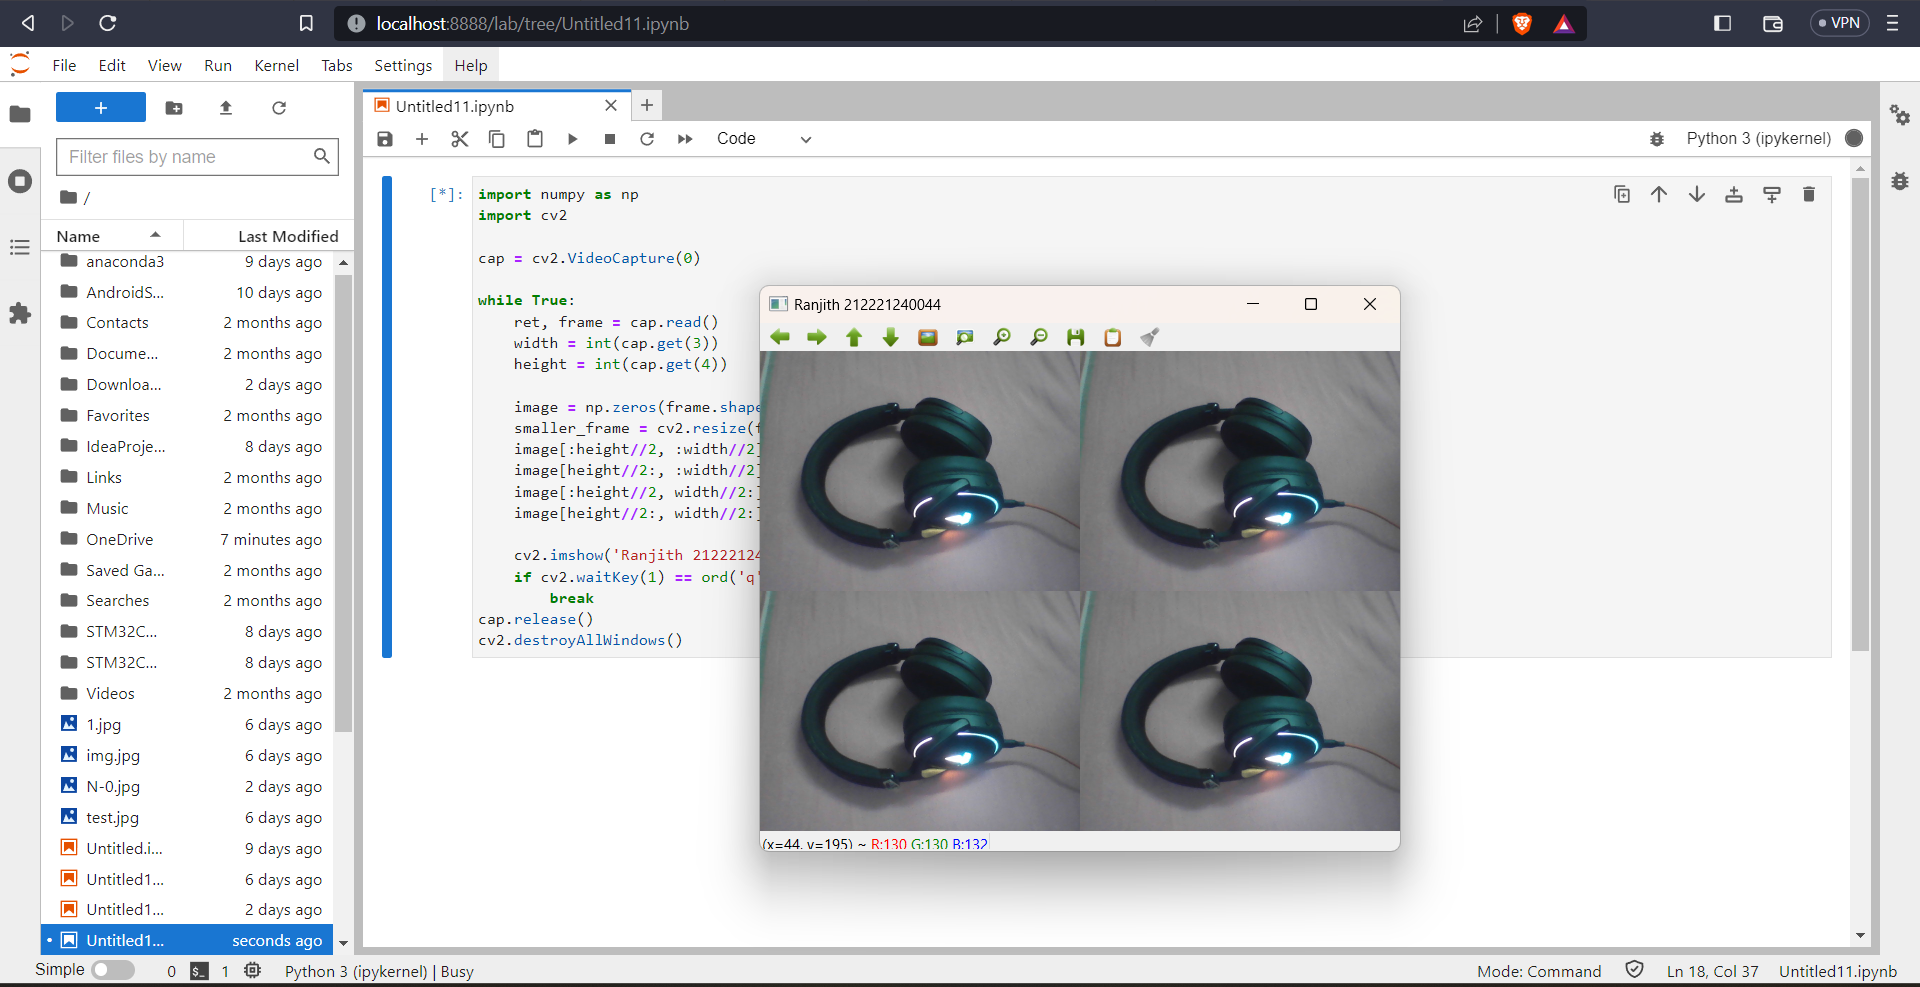 localhost:8888/lab/tree/Untitled11.ipynb
VPN
File Edit View Run Kernel Tabs Settings Help
Untitled11.ipynb
Filter files by name
Code
Python 3 (ipykernel)
/
Name Last Modified
anaconda3 9 days ago
AndroidS... 10 days ago
Contacts 2 months ago
Docume... 2 months ago
Downloa... 2 days ago
Favorites 2 months ago
IdeaProje... 8 days ago
Links 2 months ago
Music 2 months ago
OneDrive 7 minutes ago
Saved Ga... 2 months ago
Searches 2 months ago
STM32C... 8 days ago
STM32C... 8 days ago
Videos 2 months ago
1.jpg 6 days ago
img.jpg 6 days ago
N-0.jpg 2 days ago
test.jpg 6 days ago
Untitled.i... 9 days ago
Untitled1... 6 days ago
Untitled1... 2 days ago
Untitled1... seconds ago
[*]:
import numpy as np
import cv2
cap = cv2.VideoCapture(0)
while True:
ret, frame = cap.read()
width = int(cap.get(3))
height = int(cap.get(4))
image = np.zeros(frame.shape
smaller_frame = cv2.resize(f
image[:height//2, :width//2]
image[height//2:, :width//2]
image[:height//2, width//2:]
image[height//2:, width//2:]
cv2.imshow('Ranjith 21222124
if cv2.waitKey(1) == ord('q'
break
cap.release()
cv2.destroyAllWindows()
Ranjith 212221240044
(x=44, y=195) ~ R:130 G:130 B:132
Simple 0 $_ 1 Python 3 (ipykernel) | Busy
Mode: Command Ln 18, Col 37 Untitled11.ipynb